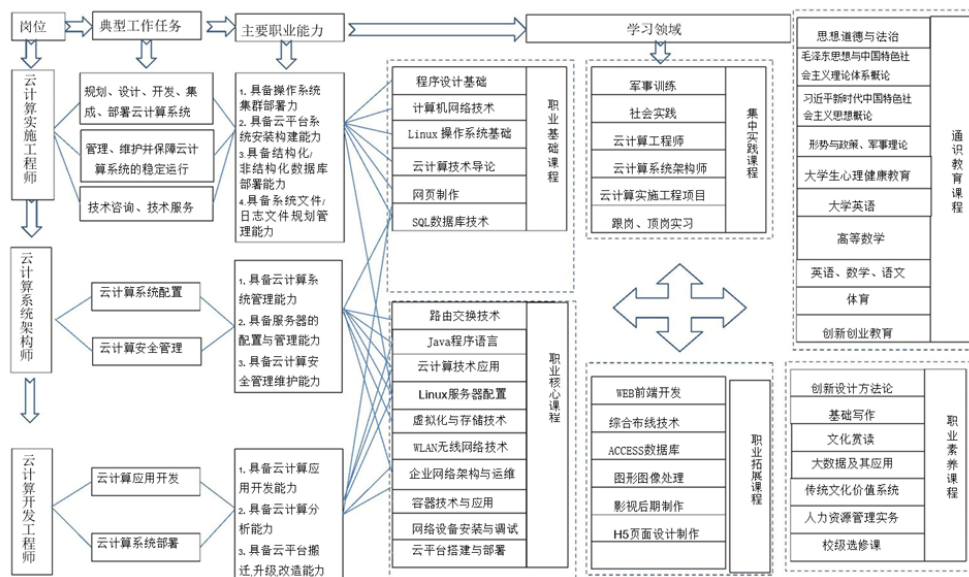 岗位
典型工作任务
主要职业能力
学习领域
云计算实施工程师
规划、设计、开发、集
成、部署云计算系统
管理、维护并保障云计
算系统的稳定运行
技术咨询、技术服务
1. 具备操作系统
集群部署力
2. 具备云平台系
统安装构建能力
3.具备结构化/
非结构化数据库
部署能力
4.具备系统文件/
日志文件规划管
理能力
云计算系统架构师
云计算系统配置
云计算安全管理
1. 具备云计算系
统管理能力
2. 具备服务器的
配置与管理能力
3. 具备云计算安
全管理维护能力
云计算开发工程师
云计算应用开发
云计算系统部署
1. 具备云计算应
用开发能力
2. 具备云计算分
析能力
3. 具备云平台搬
迁,升级,改造能力
程序设计基础
计算机网络技术
Linux 操作系统基础
云计算技术导论
网页制作
SQL数据库技术
职业基础课程
路由交换技术
Java程序语言
云计算技术应用
Linux服务器配置
虚拟化与存储技术
WLAN无线网络技术
企业网络架构与运维
容器技术与应用
网络设备安装与调试
云平台搭建与部署
职业核心课程
军事训练
社会实践
云计算工程师
云计算系统架构师
云计算实施工程项目
跟岗、顶岗实习
集中实践课程
WEB前端开发
综合布线技术
ACCESS数据库
图形图像处理
影视后期制作
H5页面设计制作
职业拓展课程
思想道德与法治
毛泽东思想与中国特色社
会主义理论体系概论
习近平新时代中国特色社
会主义思想概论
形势与政策、军事理论
大学生心理健康教育
大学英语
高等数学
英语、数学、语文
体育
创新创业教育
通识教育课程
创新设计方法论
基础写作
文化赏读
大数据及其应用
传统文化价值系统
人力资源管理实务
校级选修课
职业素养课程